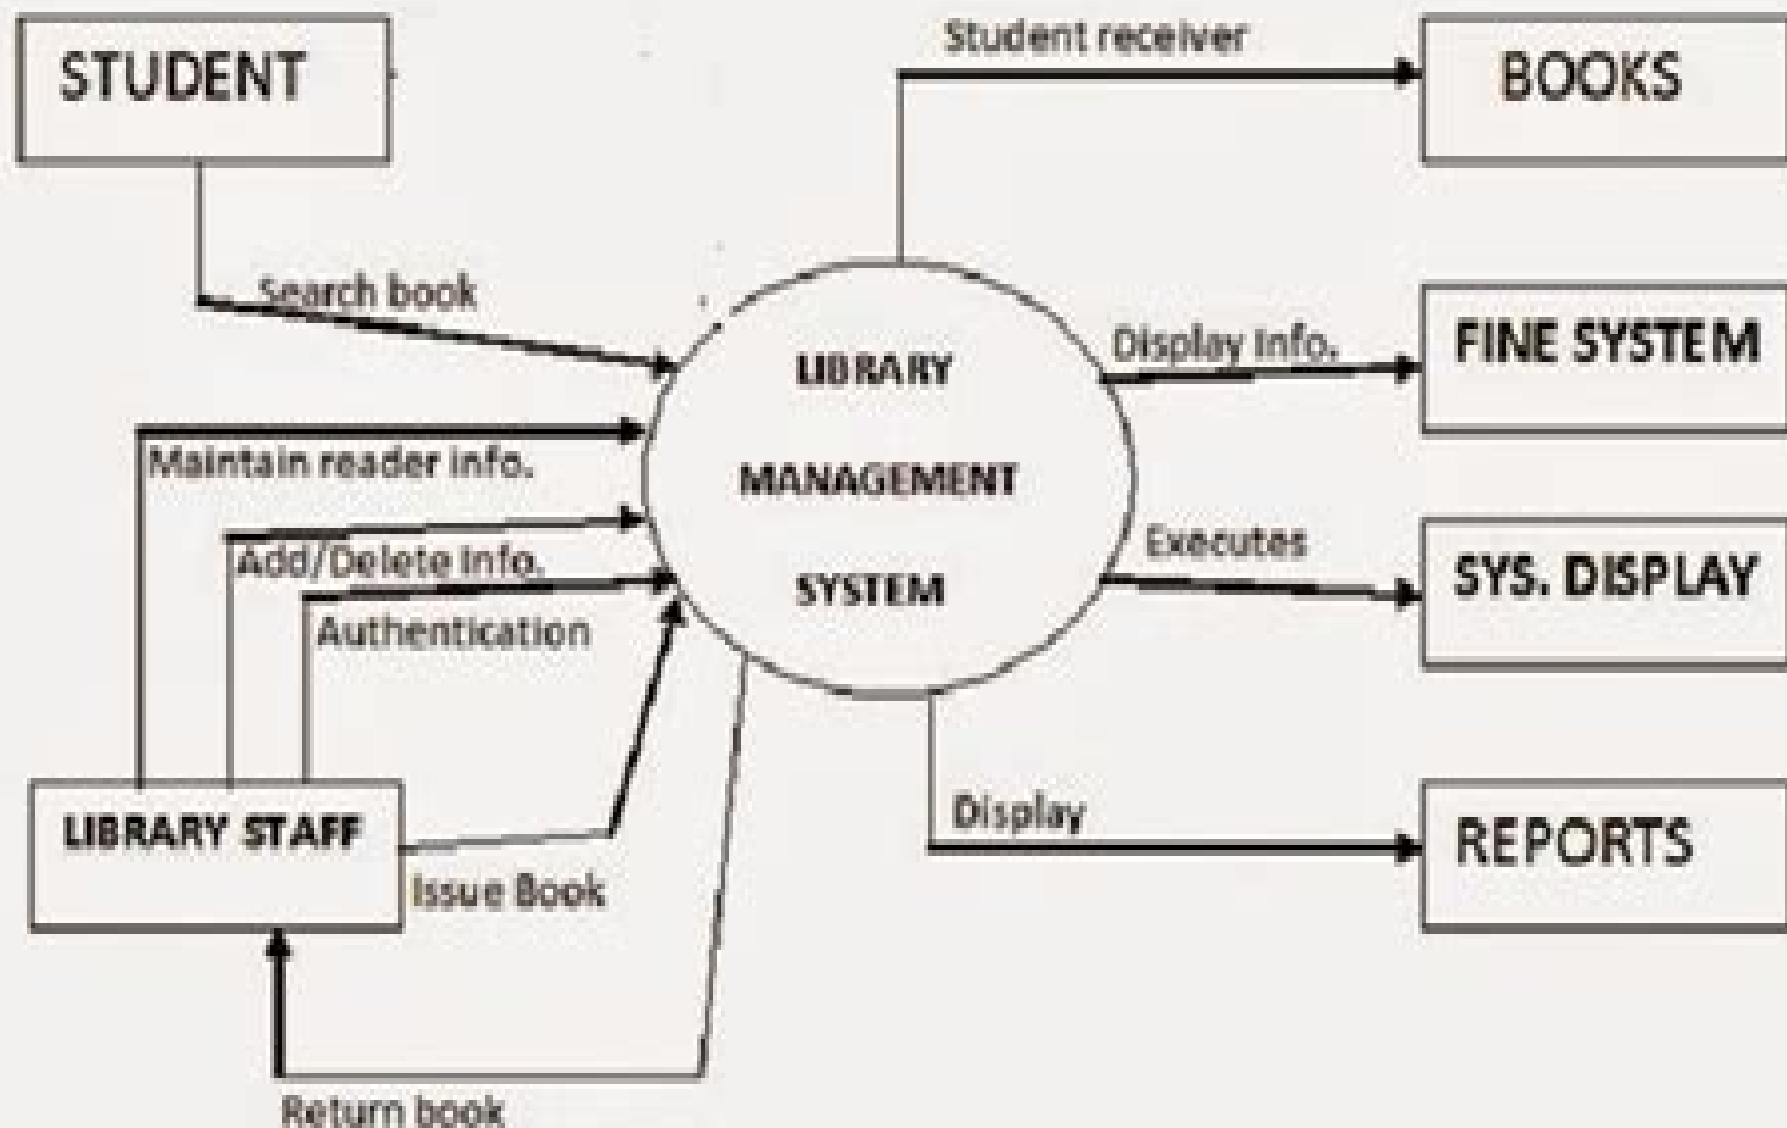 STUDENT
Student receiver
BOOKS
Search book
LIBRARY
MANAGEMENT
SYSTEM
Display Info.
FINE SYSTEM
Maintain reader info.
Add/Delete Info.
Authentication
Executes
SYS. DISPLAY
LIBRARY STAFF
Issue Book
Display
REPORTS
Return book